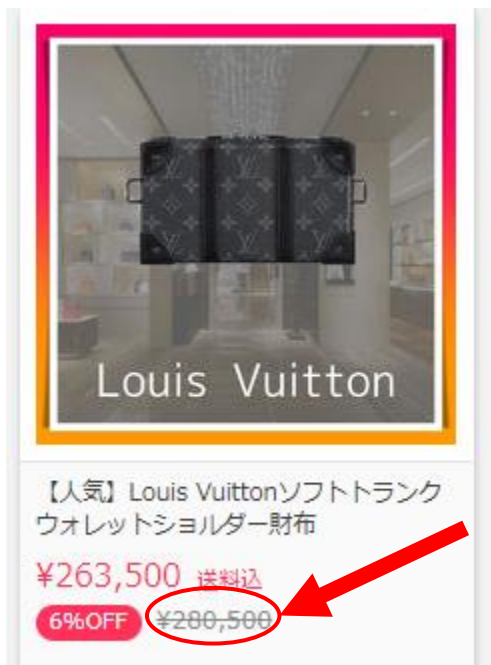 Louis Vuitton
【人気】Louis Vuittonソフトトランク
ウォレットショルダー財布
¥263,500 送料込
6%OFF ¥280,500